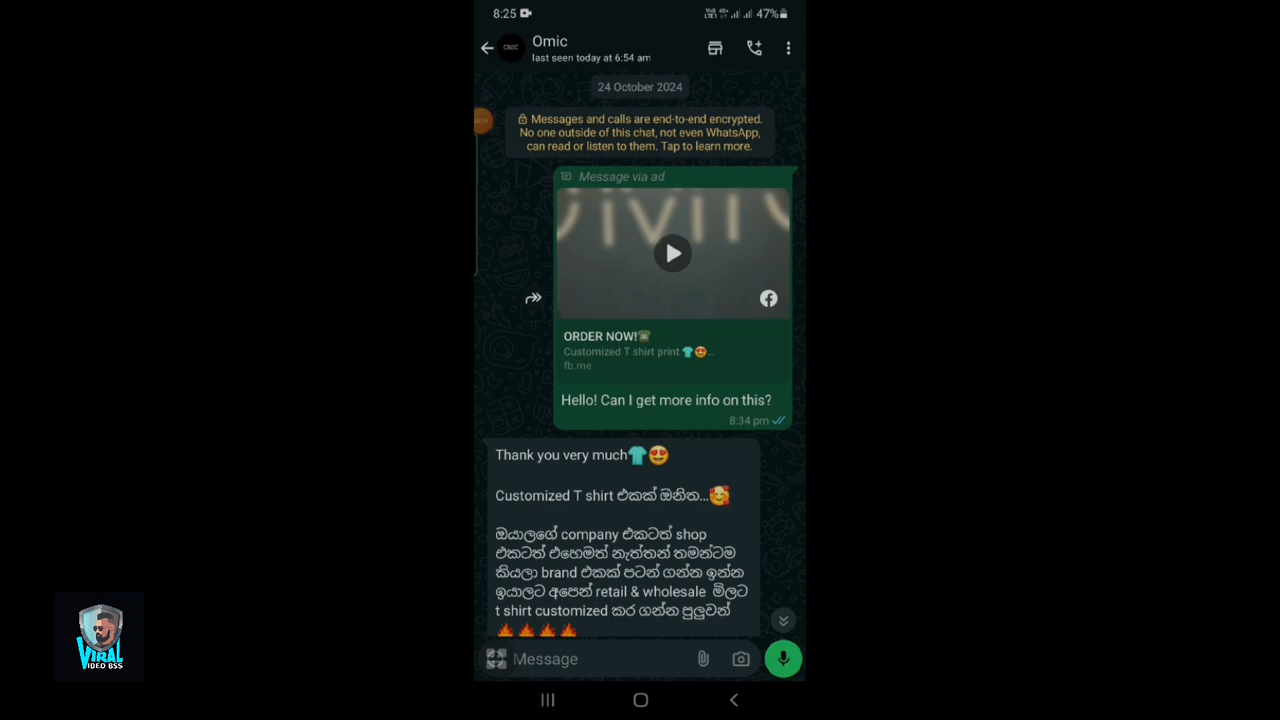 8:25
VoLTE1 4G+ 47%
Omic
OMIC
last seen today at 6:54 am
24 October 2024
Messages and calls are end-to-end encrypted.
No one outside of this chat, not even WhatsApp,
can read or listen to them. Tap to learn more.
Message via ad
ORDER NOW!☎️
Customized T shirt print 👕😍...
fb.me
Hello! Can I get more info on this?
8:34 pm
Thank you very much👕😍
Customized T shirt එකක් ඔනිත...🥰
ඔයාලගේ company එකටත් shop
එකටත් එහෙමත් නැත්තන් තමන්ටම
කියලා brand එකක් පටන් ගන්න ඉන්න
ඉයාලට අපෙන් retail & wholesale මිලට
t shirt customized කර ගන්න පුලුවන්
🔥🔥🔥🔥
Message
VIRAL
VIDEO BSS